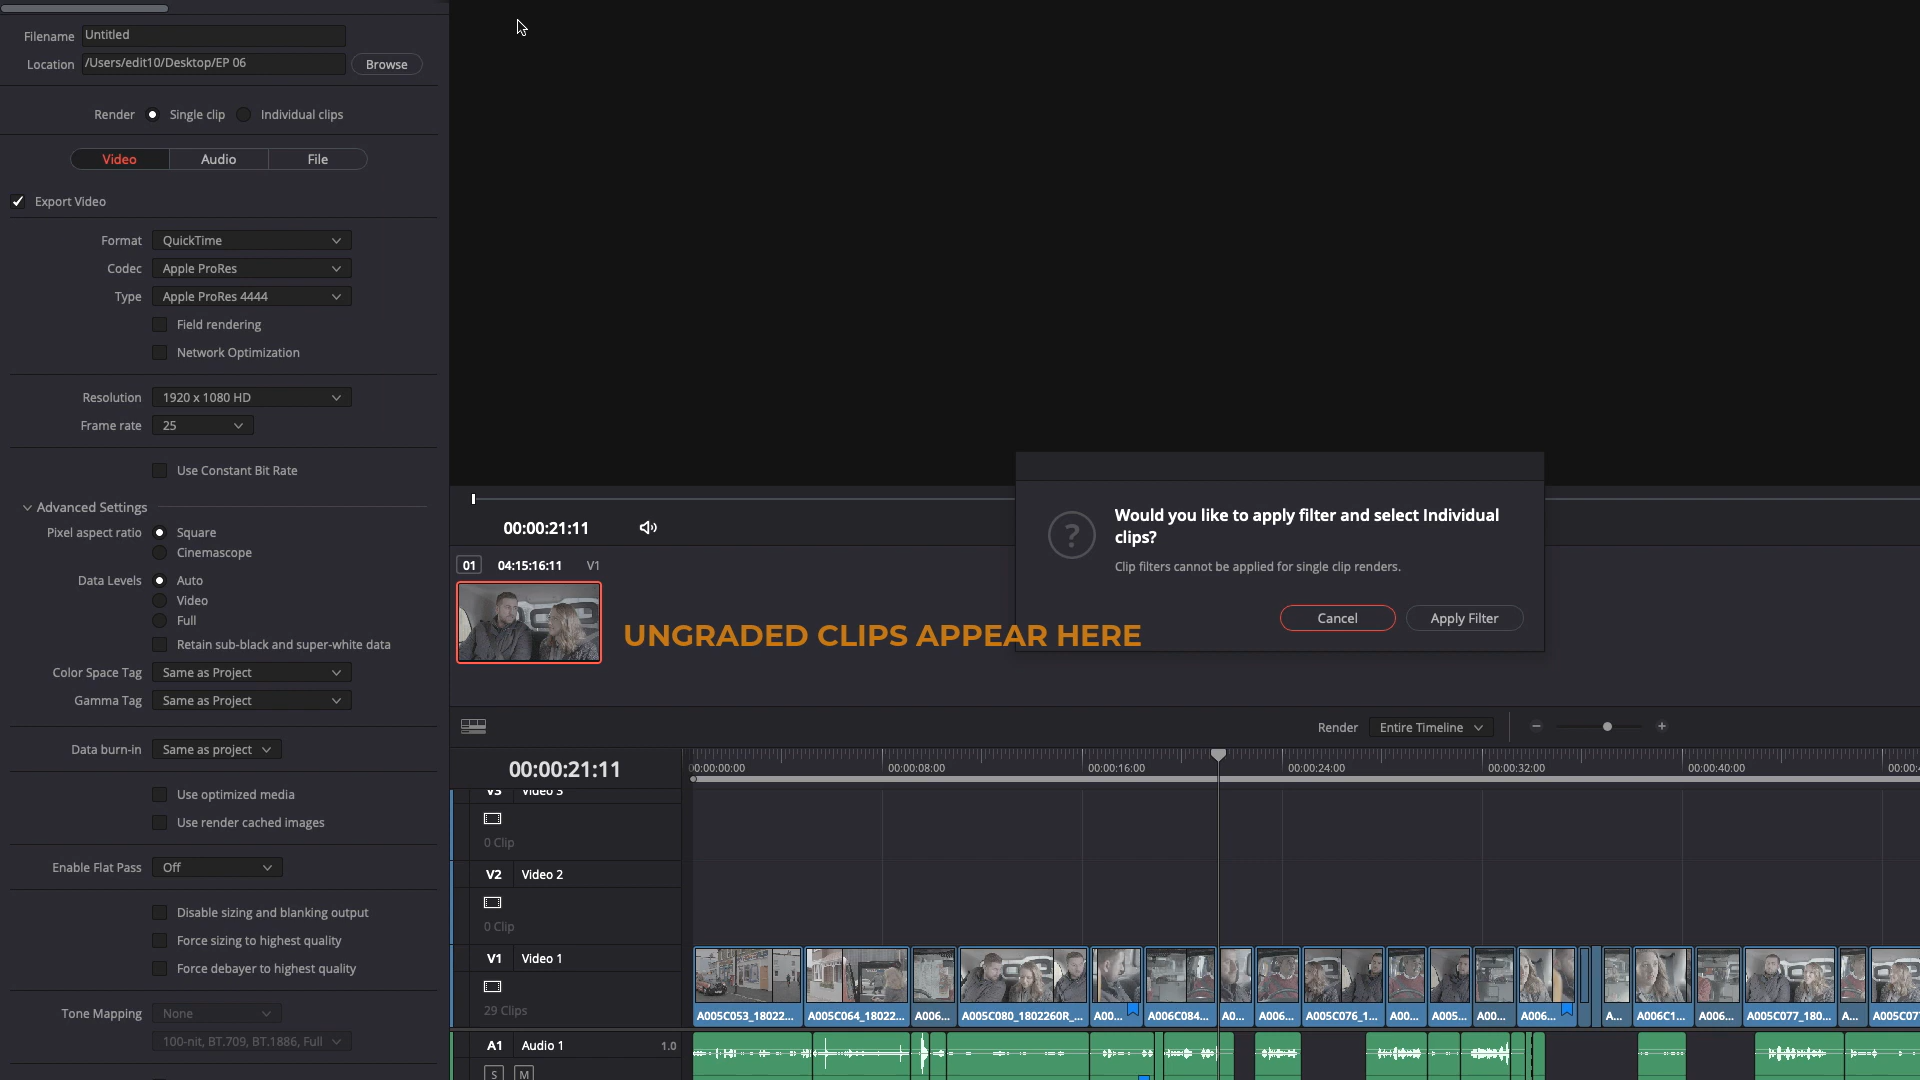 Filename Untitled
Location /Users/edit10/Desktop/EP 06 Browse
Render Single clip Individual clips
Video Audio File
Export Video
Format QuickTime
Codec Apple ProRes
Type Apple ProRes 4444
Field rendering
Network Optimization
Resolution 1920 x 1080 HD
Frame rate 25
Use Constant Bit Rate
Advanced Settings
Pixel aspect ratio Square
Cinemascope
Data Levels Auto
Video
Full
Retain sub-black and super-white data
Color Space Tag Same as Project
Gamma Tag Same as Project
Data burn-in Same as project
Use optimized media
Use render cached images
Enable Flat Pass Off
Disable sizing and blanking output
Force sizing to highest quality
Force debayer to highest quality
Tone Mapping None
100-nit, BT.709, BT.1886, Full
00:00:21:11
Would you like to apply filter and select Individual
clips?
Clip filters cannot be applied for single clip renders.
Cancel Apply Filter
01 04:15:16:11 V1
UNGRADED CLIPS APPEAR HERE
Render Entire Timeline
00:00:21:11
00:00:00:00 00:00:08:00 00:00:16:00 00:00:24:00 00:00:32:00 00:00:40:00 00:00:4
V3 Video 3
0 Clip
V2 Video 2
0 Clip
V1 Video 1
29 Clips
A005C053_18022... A005C064_18022... A006... A005C080_1802260R_... A00... A006C084... A0... A006... A005C076_1... A00... A005... A00... A006... A... A006C1... A006... A005C077_180... A... A005C07
A1 Audio 1 1.0
S M